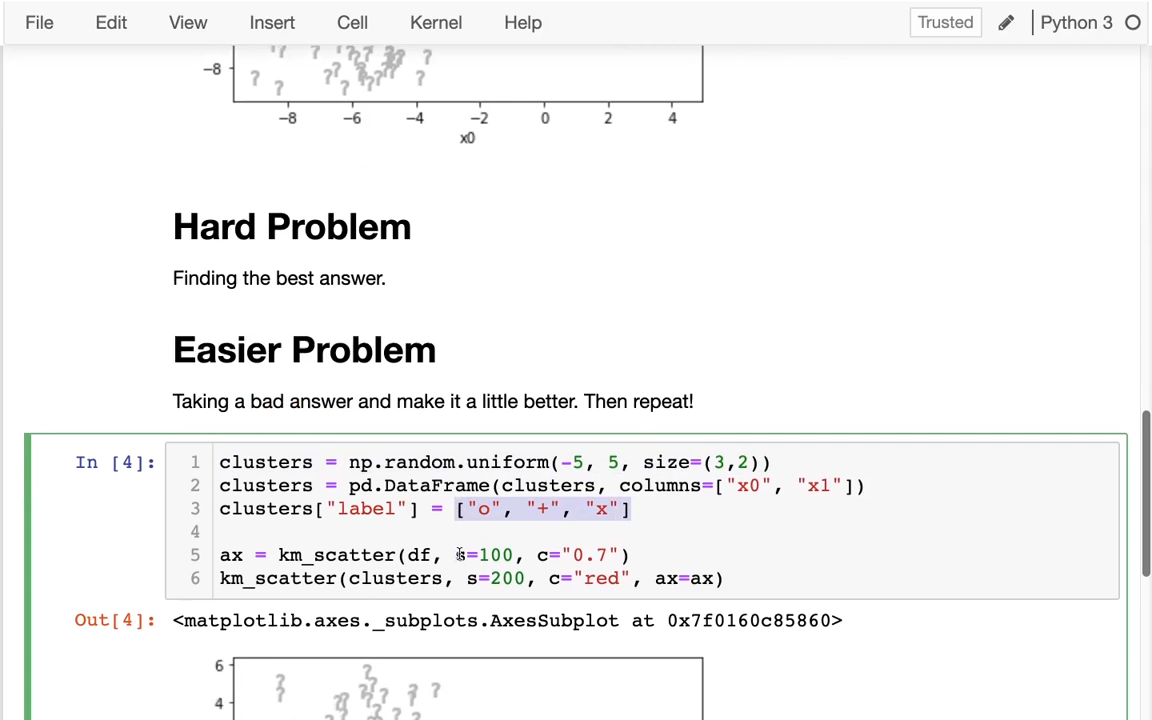 File Edit View Insert Cell Kernel Help Trusted Python 3
−8
? ? ? ? ? ? ? ? ? ? ? ? ? ?
−8 −6 −4 −2 0 2 4
x0
Hard Problem
Finding the best answer.
Easier Problem
Taking a bad answer and make it a little better. Then repeat!
In [4]: 1 clusters = np.random.uniform(-5, 5, size=(3,2))
2 clusters = pd.DataFrame(clusters, columns=["x0", "x1"])
3 clusters["label"] = ["o", "+", "x"]
4
5 ax = km_scatter(df, s=100, c="0.7")
6 km_scatter(clusters, s=200, c="red", ax=ax)
Out[4]: <matplotlib.axes._subplots.AxesSubplot at 0x7f0160c85860>
6
4